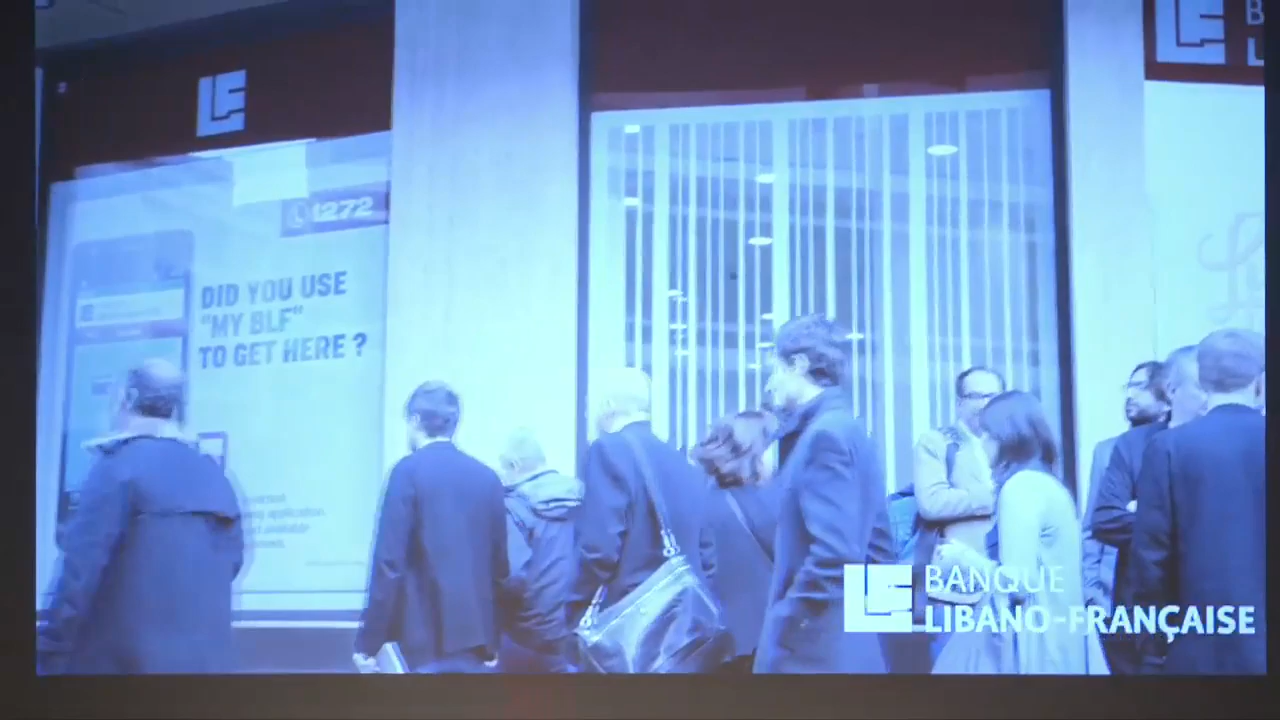 1272
DID YOU USE
"MY BLF"
TO GET HERE ?
BANQUE
LIBANO-FRANÇAISE